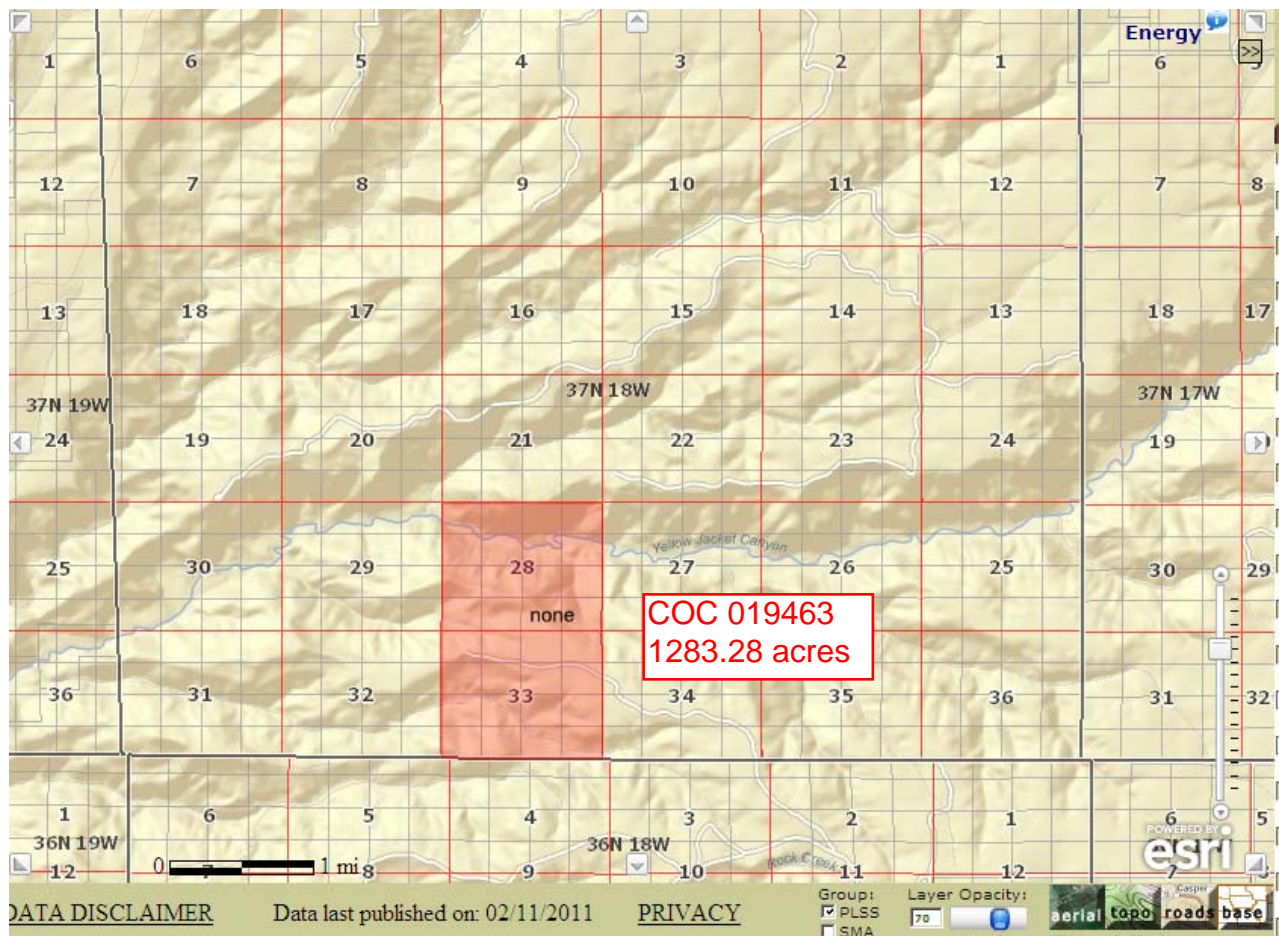 Energy
>>
1 6 5 4 3 2 1 6
12 7 8 9 10 11 12 7 8
13 18 17 16 15 14 13 18 17
37N 19W 37N 18W 37N 17W
24 19 20 21 22 23 24 19
Yellow Jacket Canyon
25 30 29 28 27 26 25 30 29
none
COC 019463
1283.28 acres
36 31 32 33 34 35 36 31 32
1 6 5 4 3 2 1 6 5
36N 19W 36N 18W
POWERED BY
esri
12 7 8 9 10 11 12 7
Rock Creek
0 1 mi
DATA DISCLAIMER Data last published on: 02/11/2011 PRIVACY
Group:
PLSS
SMA
Layer Opacity:
70
aerial topo roads base
Casper